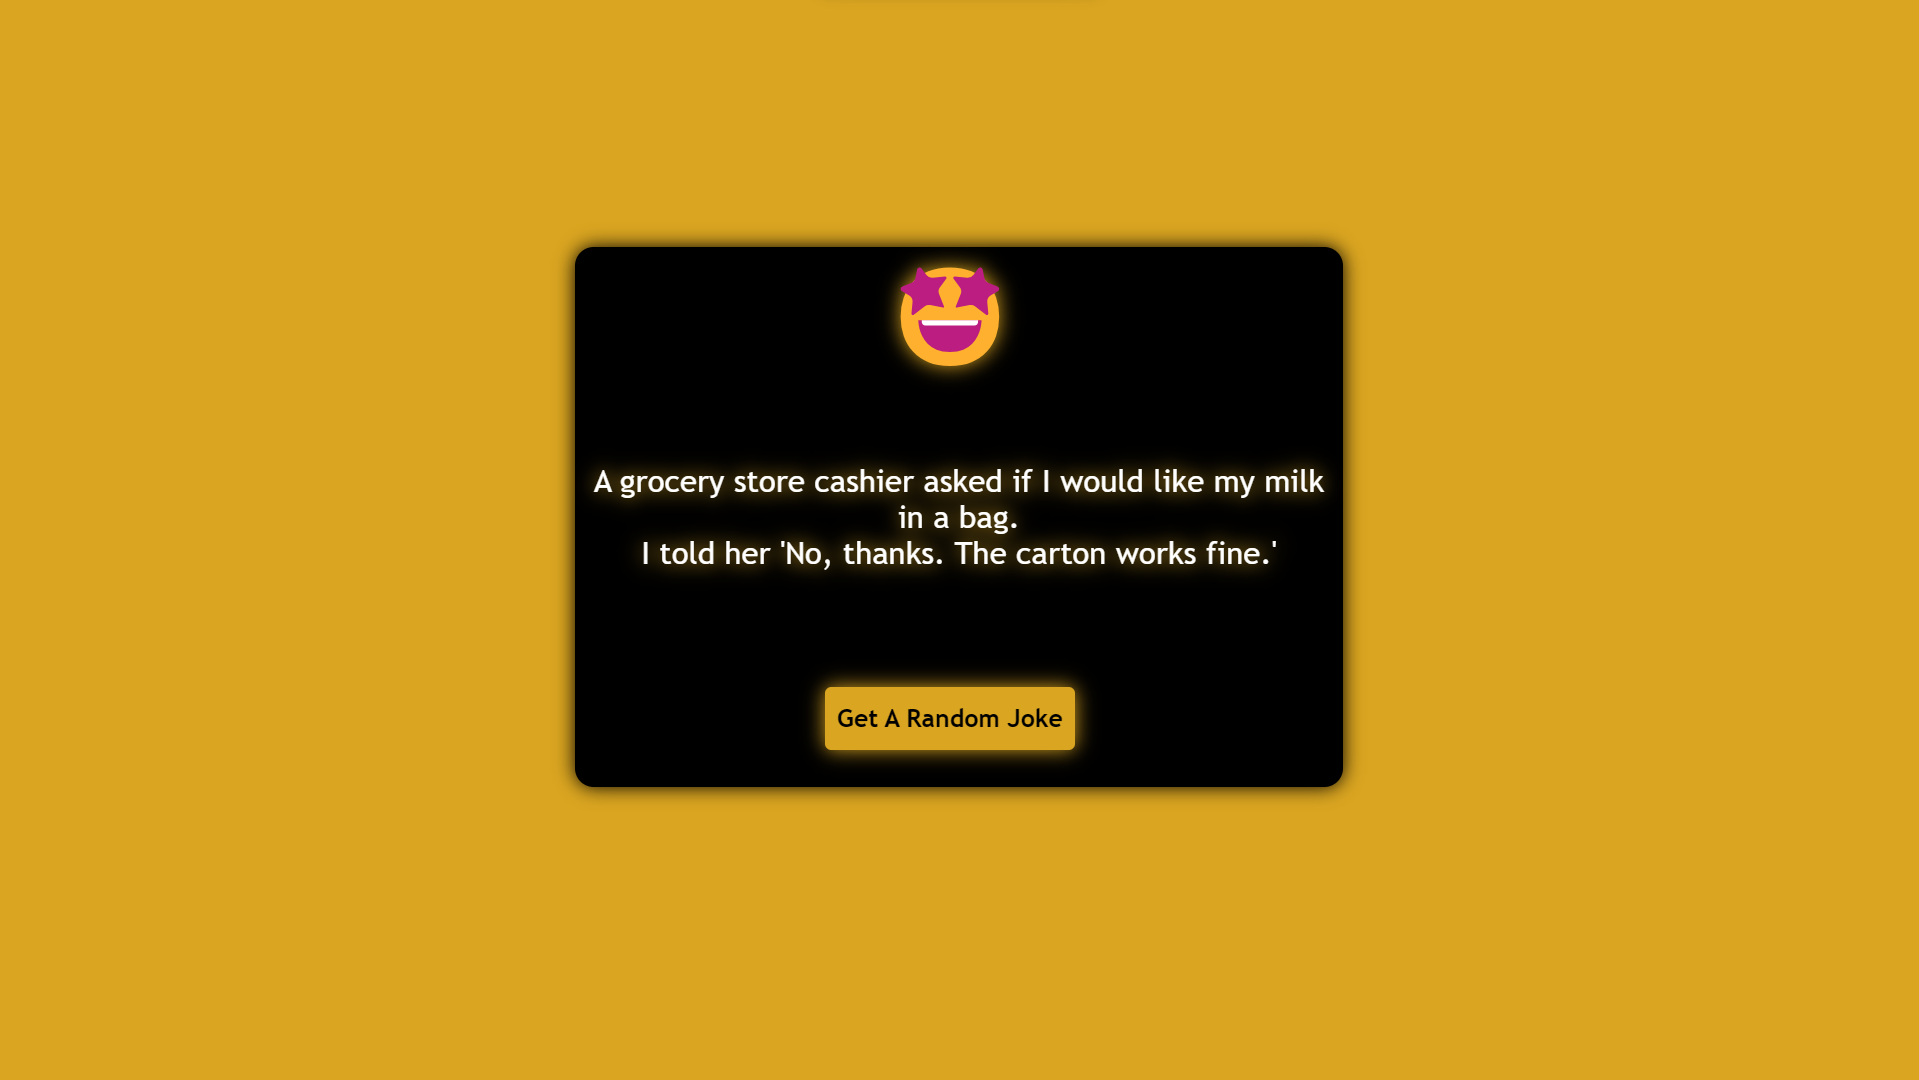 A grocery store cashier asked if I would like my milk
in a bag.
I told her 'No, thanks. The carton works fine.'
Get A Random Joke